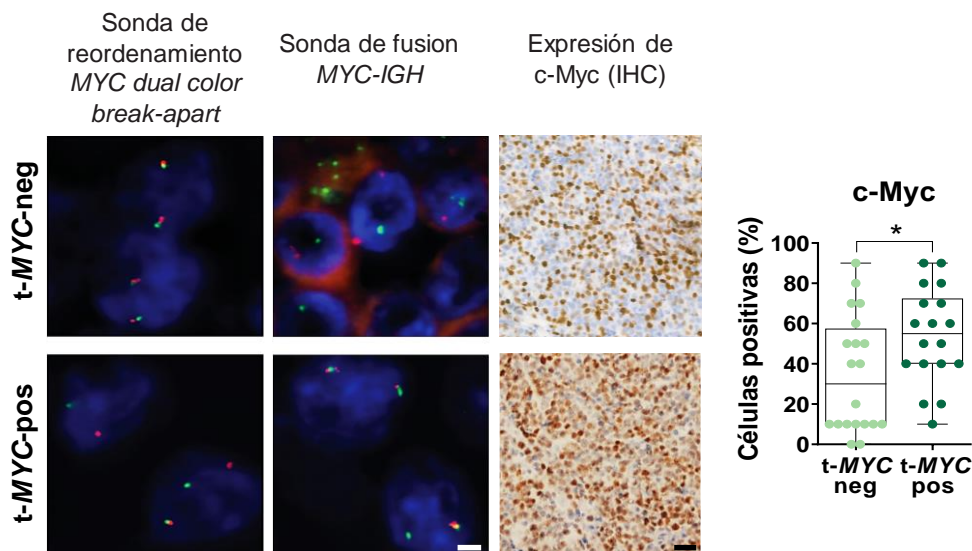 Sonda de
reordenamiento
MYC dual color
break-apart
Sonda de fusion
MYC-IGH
Expresión de
c-Myc (IHC)
t-MYC-neg
t-MYC-pos
c-Myc
*
Células positivas (%)
100
80
60
40
20
0
t-MYC
neg
t-MYC
pos